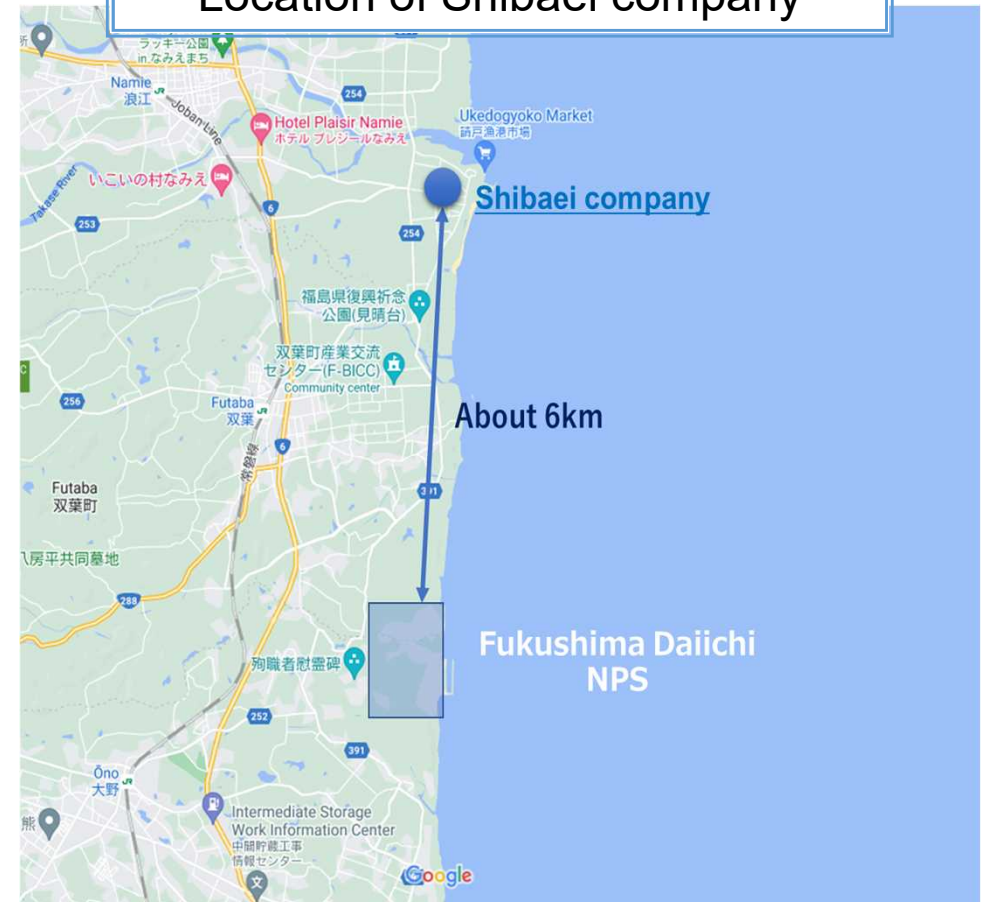 Location of Shibaei company
所
ラッキー公園
in なみえまち
Namie
浪江
Joban Line
254
Hotel Plaisir Namie
ホテル プレジールなみえ
Ukedogyoko Market
請戸漁港市場
いこいの村なみえ
Shibaei company
Takase River
6
253
254
福島県復興祈念
公園(見晴台)
双葉町産業交流
センター(F-BICC)
Community center
C
256
Futaba
双葉
About 6km
6
常磐線
Futaba
双葉町
391
八房平共同墓地
288
Fukushima Daiichi
NPS
殉職者慰霊碑
252
391
Ōno
大野
熊
Intermediate Storage
Work Information Center
中間貯蔵工事
情報センター
文
Google